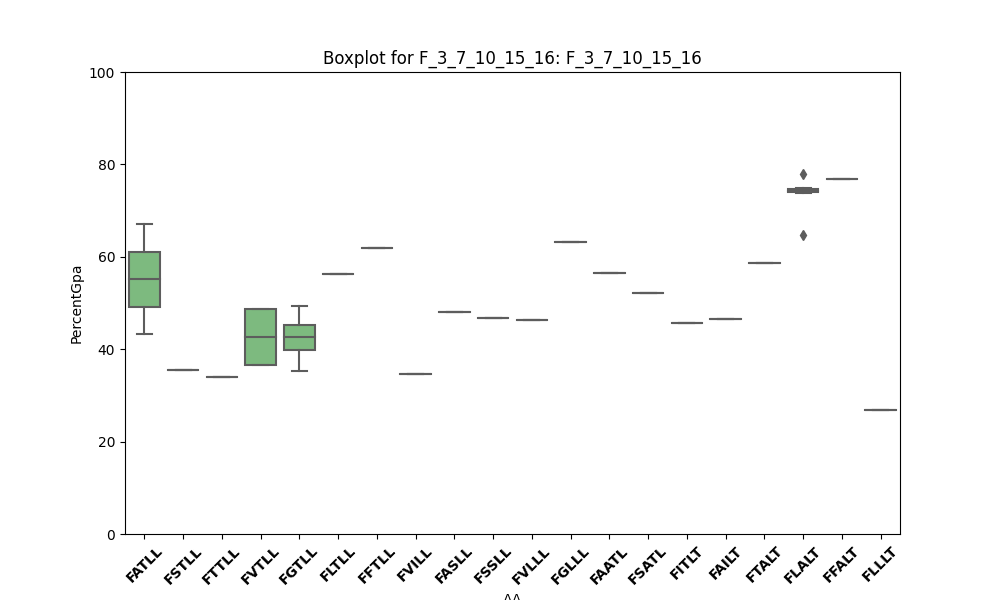 Boxplot for F_3_7_10_15_16: F_3_7_10_15_16
PercentGpa
100
80
60
40
20
0
FATLL FSTLL FTTLL FVTLL FGTLL FLTLL FFTLL FVILL FASLL FSSLL FVLLL FGLLL FAATL FSATL FITLT FAILT FTALT FLALT FFALT FLLLT
AA